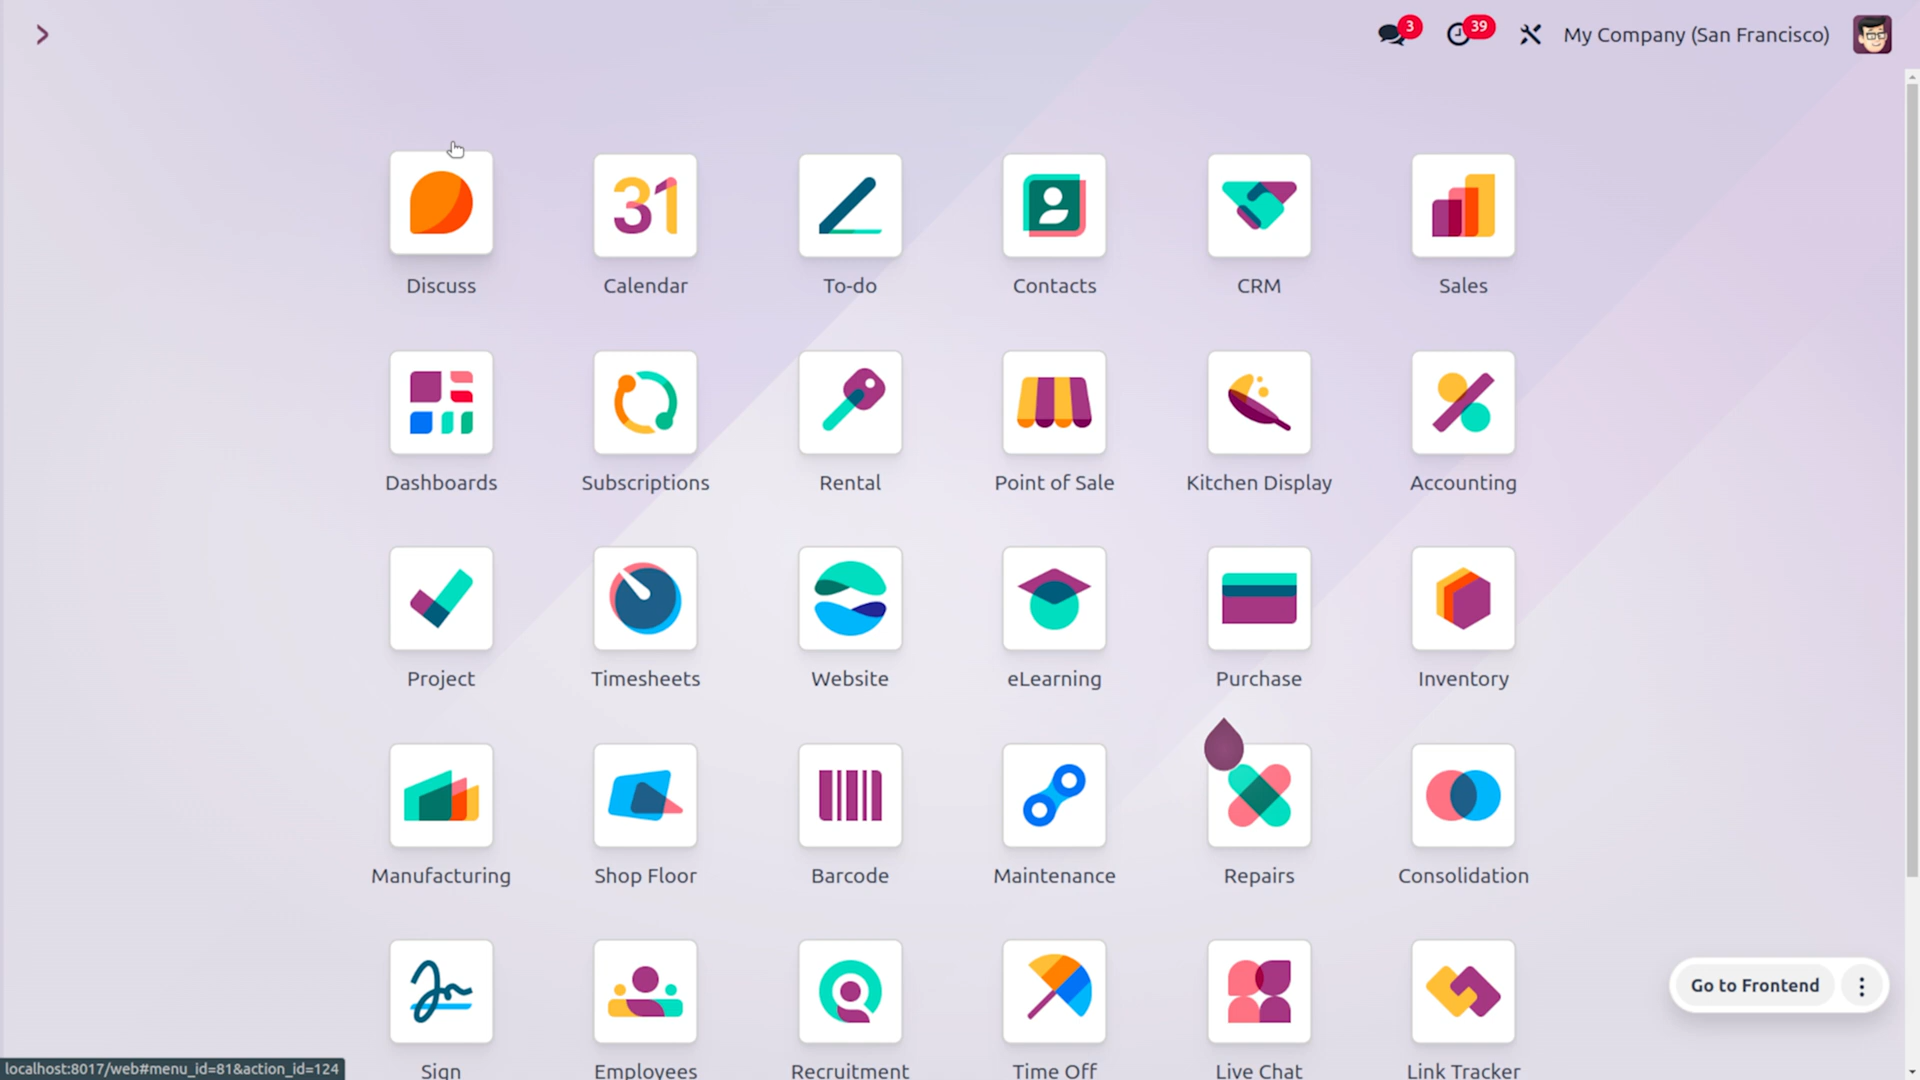 3
39
My Company (San Francisco)
31
Discuss
Calendar
To-do
Contacts
CRM
Sales
Dashboards
Subscriptions
Rental
Point of Sale
Kitchen Display
Accounting
Project
Timesheets
Website
eLearning
Purchase
Inventory
Manufacturing
Shop Floor
Barcode
Maintenance
Repairs
Consolidation
Go to Frontend
Sign
Employees
Recruitment
Time Off
Live Chat
Link Tracker
localhost:8017/web#menu_id=81&action_id=124